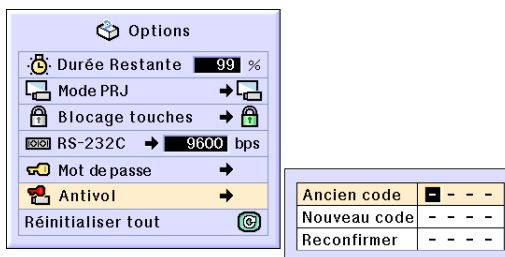 Options
Durée Restante 99 %
Mode PRJ
Blocage touches
RS-232C 9600 bps
Mot de passe
Antivol
Réinitialiser tout
Ancien code - - - -
Nouveau code - - - -
Reconfirmer - - - -